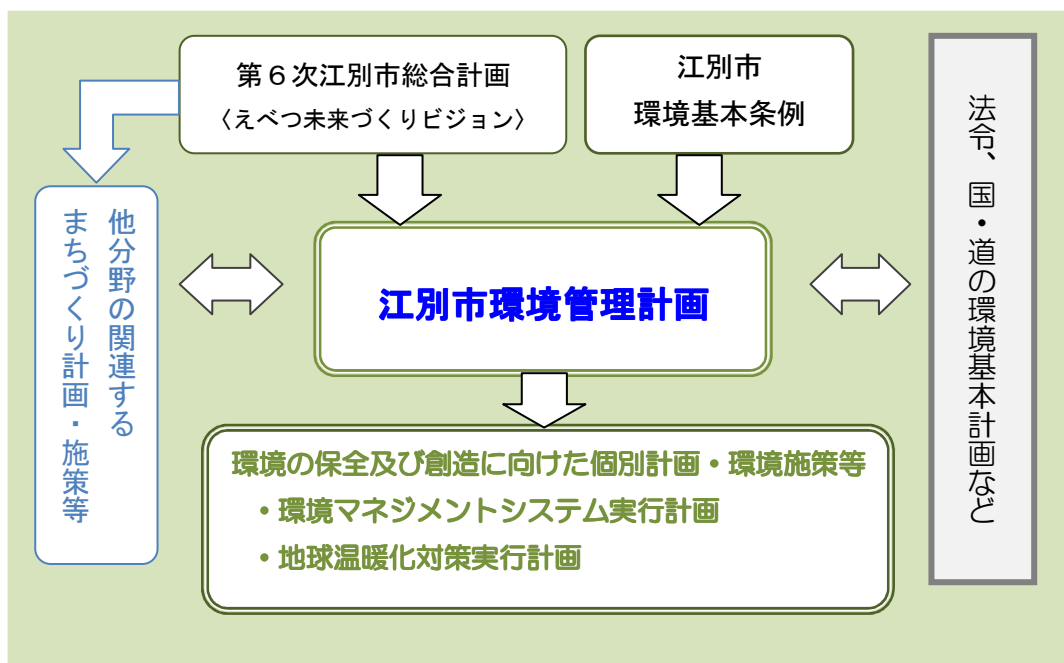 第６次江別市総合計画
〈えべつ未来づくりビジョン〉
江別市
環境基本条例
他分野の関連する
まちづくり計画・施策等
江別市環境管理計画
法令、国・道の環境基本計画など
環境の保全及び創造に向けた個別計画・環境施策等
・環境マネジメントシステム実行計画
・地球温暖化対策実行計画